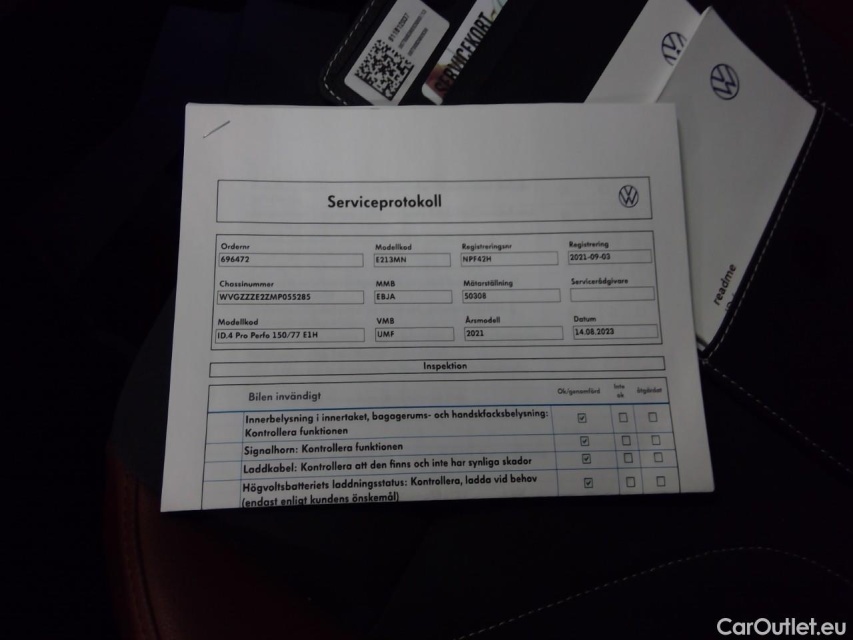 SERVICEKORT
readme
Serviceprotokoll
Ordernr Modellkod Registreringsnr Registrering
696472 E213MN NPF42H 2021-09-03
Chassinummer MMB Mätarställning Servicerådgivare
WVGZZZE2ZMP055285 EBJA 50308
Modellkod VMB Årsmodell Datum
ID.4 Pro Perfo 150/77 E1H UMF 2021 14.08.2023
Inspektion
Bilen invändigt Ok/genomförd Inte ok åtgärdat
Innerbelysning i innertaket, bagagerums- och handskfacksbelysning:
Kontrollera funktionen
Signalhorn: Kontrollera funktionen
Laddkabel: Kontrollera att den finns och inte har synliga skador
Högvoltsbatteriets laddningsstatus: Kontrollera, ladda vid behov
(endast enligt kundens önskemål)
CarOutlet.eu